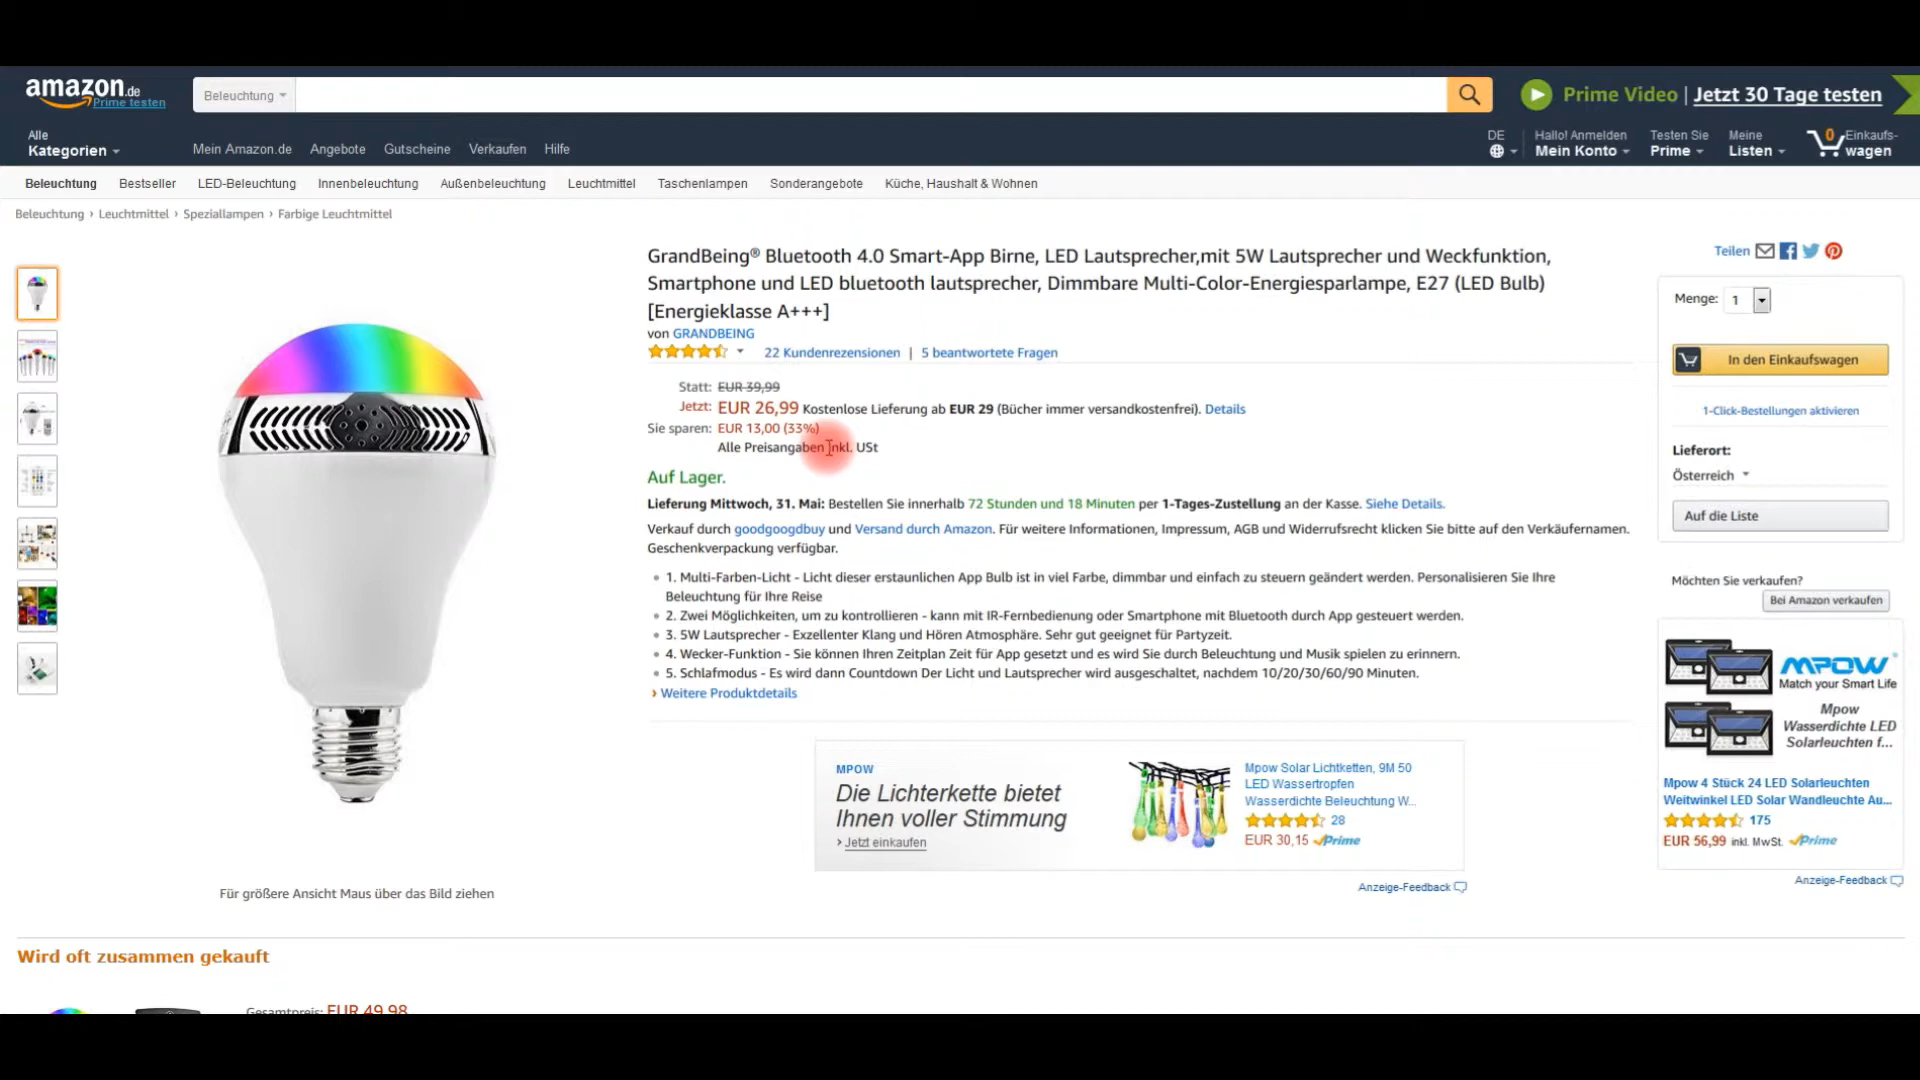 amazon.de
Prime testen
Beleuchtung
Prime Video | Jetzt 30 Tage testen
Alle
Kategorien
Mein Amazon.de Angebote Gutscheine Verkaufen Hilfe
DE
Hallo! Anmelden
Mein Konto
Testen Sie
Prime
Meine
Listen
0
Einkaufs-
wagen
Beleuchtung Bestseller LED-Beleuchtung Innenbeleuchtung Außenbeleuchtung Leuchtmittel Taschenlampen Sonderangebote Küche, Haushalt & Wohnen
Beleuchtung › Leuchtmittel › Speziallampen › Farbige Leuchtmittel
GrandBeing® Bluetooth 4.0 Smart-App Birne, LED Lautsprecher,mit 5W Lautsprecher und Weckfunktion,
Smartphone und LED bluetooth lautsprecher, Dimmbare Multi-Color-Energiesparlampe, E27 (LED Bulb)
[Energieklasse A+++]
von GRANDBEING
22 Kundenrezensionen | 5 beantwortete Fragen
Statt: EUR 39,99
Jetzt: EUR 26,99 Kostenlose Lieferung ab EUR 29 (Bücher immer versandkostenfrei). Details
Sie sparen: EUR 13,00 (33%)
Alle Preisangaben inkl. USt
Auf Lager.
Lieferung Mittwoch, 31. Mai: Bestellen Sie innerhalb 72 Stunden und 18 Minuten per 1-Tages-Zustellung an der Kasse. Siehe Details.
Verkauf durch goodgoogdbuy und Versand durch Amazon. Für weitere Informationen, Impressum, AGB und Widerrufsrecht klicken Sie bitte auf den Verkäufernamen.
Geschenkverpackung verfügbar.
• 1. Multi-Farben-Licht - Licht dieser erstaunlichen App Bulb ist in viel Farbe, dimmbar und einfach zu steuern geändert werden. Personalisieren Sie Ihre
Beleuchtung für Ihre Reise
• 2. Zwei Möglichkeiten, um zu kontrollieren - kann mit IR-Fernbedienung oder Smartphone mit Bluetooth durch App gesteuert werden.
• 3. 5W Lautsprecher - Exzellenter Klang und Hören Atmosphäre. Sehr gut geeignet für Partyzeit.
• 4. Wecker-Funktion - Sie können Ihren Zeitplan Zeit für App gesetzt und es wird Sie durch Beleuchtung und Musik spielen zu erinnern.
• 5. Schlafmodus - Es wird dann Countdown Der Licht und Lautsprecher wird ausgeschaltet, nachdem 10/20/30/60/90 Minuten.
› Weitere Produktdetails
Für größere Ansicht Maus über das Bild ziehen
MPOW
Die Lichterkette bietet
Ihnen voller Stimmung
› Jetzt einkaufen
Mpow Solar Lichtketten, 9M 50
LED Wassertropfen
Wasserdichte Beleuchtung W...
28
EUR 30,15 Prime
Anzeige-Feedback
Teilen
Menge: 1
In den Einkaufswagen
1-Click-Bestellungen aktivieren
Lieferort:
Österreich
Auf die Liste
Möchten Sie verkaufen?
Bei Amazon verkaufen
MPOW
Match your Smart Life
Mpow
Wasserdichte LED
Solarleuchten f...
Mpow 4 Stück 24 LED Solarleuchten
Weitwinkel LED Solar Wandleuchte Au...
175
EUR 56,99 inkl. MwSt. Prime
Anzeige-Feedback
Wird oft zusammen gekauft
Gesamtpreis: EUR 49,98